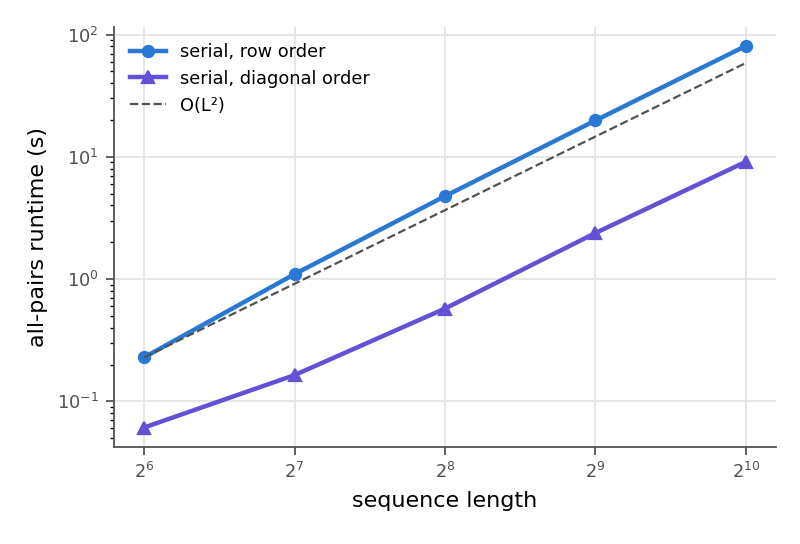 serial, row order
serial, diagonal order
O(L²)
all-pairs runtime (s)
10²
10¹
10⁰
10⁻¹
2⁶ 2⁷ 2⁸ 2⁹ 2¹⁰
sequence length